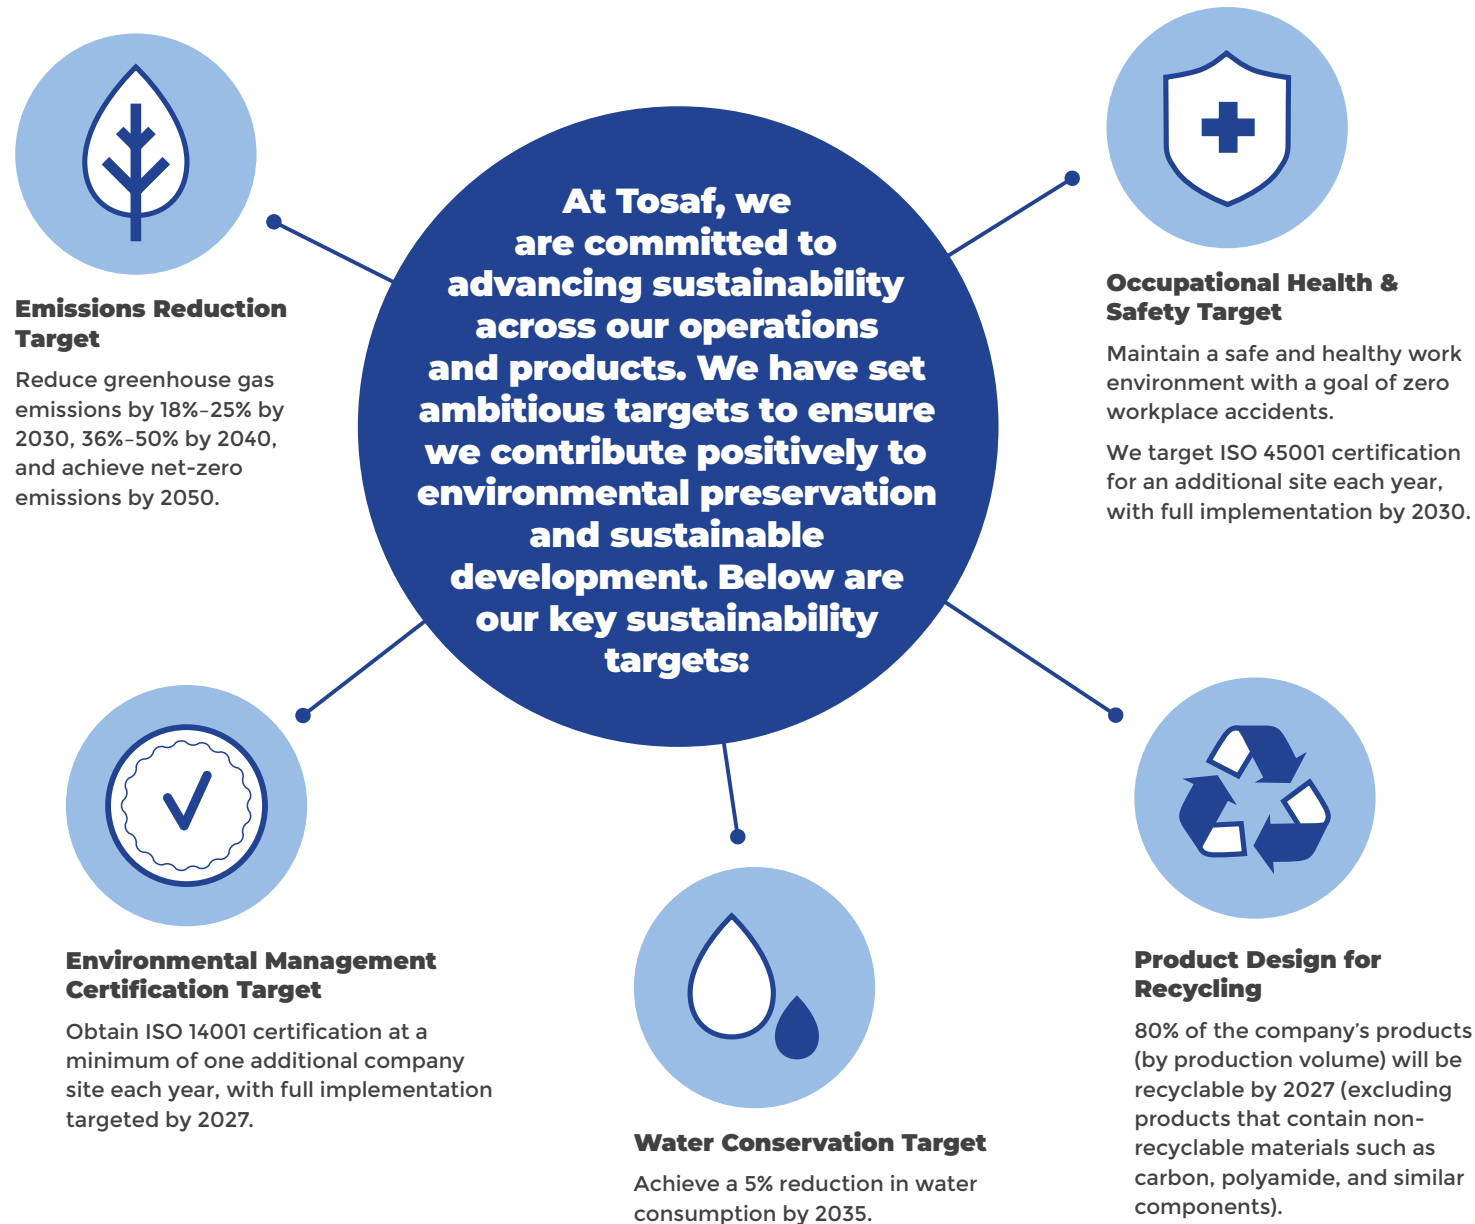 At Tosaf, we
are committed to
advancing sustainability
across our operations
and products. We have set
ambitious targets to ensure
we contribute positively to
environmental preservation
and sustainable
development. Below are
our key sustainability
targets:
Emissions Reduction
Target
Reduce greenhouse gas
emissions by 18%–25% by
2030, 36%–50% by 2040,
and achieve net-zero
emissions by 2050.
Occupational Health &
Safety Target
Maintain a safe and healthy work
environment with a goal of zero
workplace accidents.
We target ISO 45001 certification
for an additional site each year,
with full implementation by 2030.
Environmental Management
Certification Target
Obtain ISO 14001 certification at a
minimum of one additional company
site each year, with full implementation
targeted by 2027.
Water Conservation Target
Achieve a 5% reduction in water
consumption by 2035.
Product Design for
Recycling
80% of the company’s products
(by production volume) will be
recyclable by 2027 (excluding
products that contain non-
recyclable materials such as
carbon, polyamide, and similar
components).